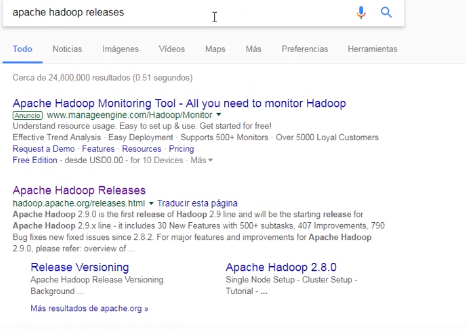 apache hadoop releases
Todo Noticias Imágenes Vídeos Maps Más Preferencias Herramientas
Cerca de 24,800,000 resultados (0.51 segundos)
Apache Hadoop Monitoring Tool - All you need to monitor Hadoop
Anuncio www.manageengine.com/Hadoop/Monitor
Understand resource usage. Easy to set up & use. Get started for free!
Effective Trend Analysis · Easy Deployment · Supports 500+ Monitors · Over 5000 Loyal Customers
Request a Demo · Features · Resources · Pricing
Free Edition - desde USD0.00 - for 10 Devices · Más
Apache Hadoop Releases
hadoop.apache.org/releases.html Traducir esta página
Apache Hadoop 2.9.0 is the first release of Hadoop 2.9 line and will be the starting release for
Apache Hadoop 2.9.x line - it includes 30 New Features with 500+ subtasks, 407 Improvements, 790
Bug fixes new fixed issues since 2.8.2. For major features and improvements for Apache Hadoop
2.9.0, please refer: overview of ...
Release Versioning
Apache Hadoop Release Versioning.
Background ...
Apache Hadoop 2.8.0
Single Node Setup - Cluster Setup -
Tutorial - ...
Más resultados de apache.org »